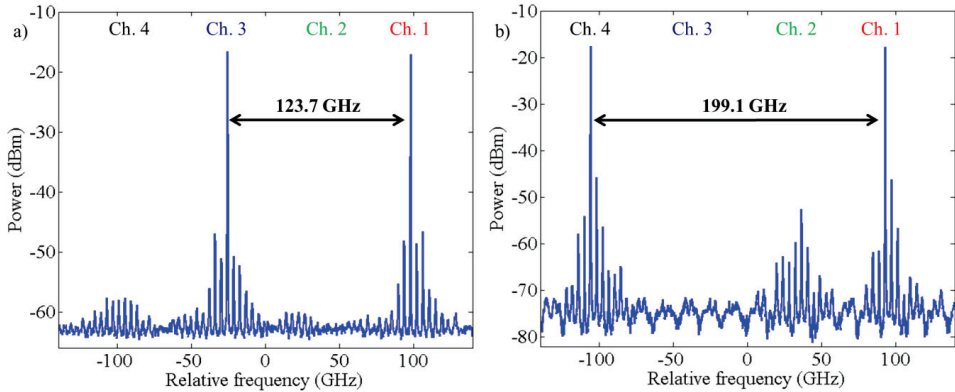 a)
Ch. 4 Ch. 3 Ch. 2 Ch. 1
123.7 GHz
Power (dBm)
-10
-20
-30
-40
-50
-60
-100 -50 0 50 100
Relative frequency (GHz)
b)
Ch. 4 Ch. 3 Ch. 2 Ch. 1
199.1 GHz
Power (dBm)
-10
-20
-30
-40
-50
-60
-70
-80
-100 -50 0 50 100
Relative frequency (GHz)